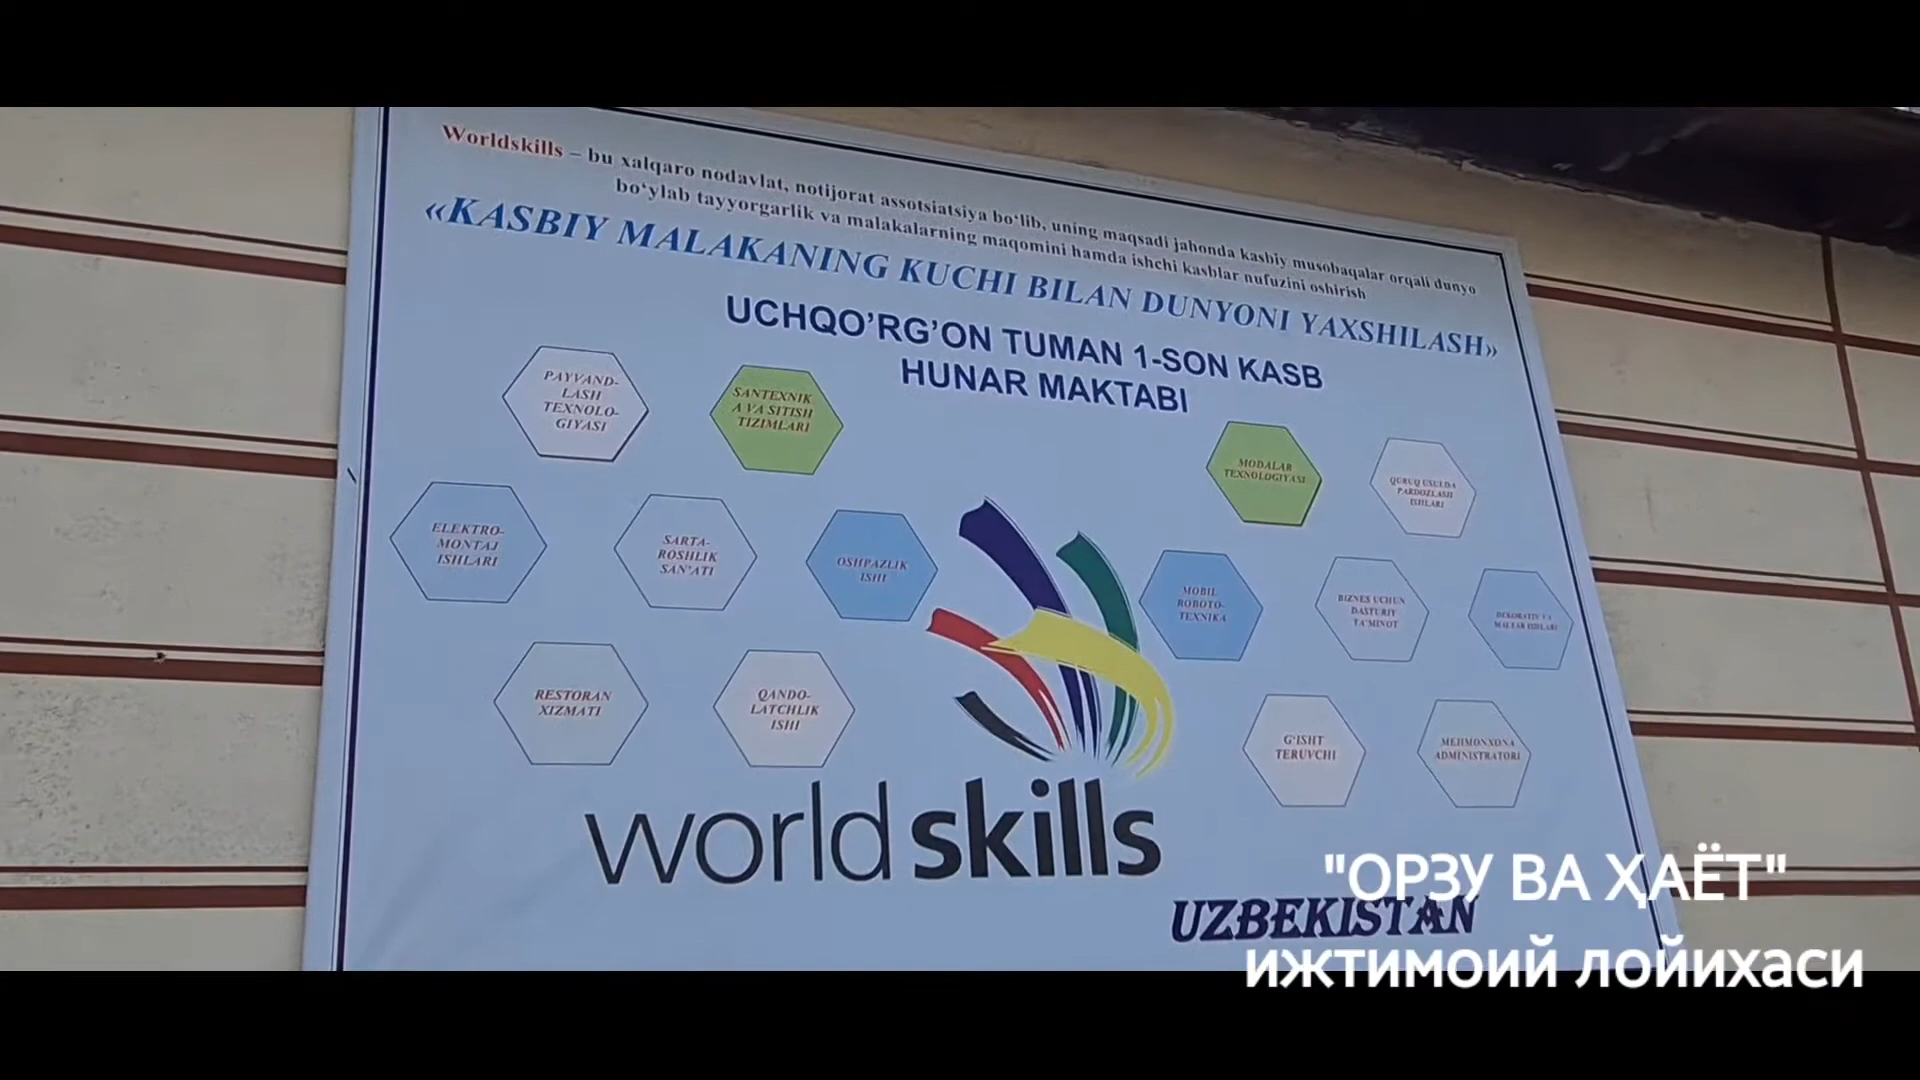 Worldskills – bu xalqaro nodavlat, notijorat assotsiatsiya bo‘lib, uning maqsadi jahonda kasbiy musobaqalar orqali dunyo
bo‘ylab tayyorgarlik va malakalarning maqomini hamda ishchi kasblar nufuzini oshirish
«KASBIY MALAKANING KUCHI BILAN DUNYONI YAXSHILASH»
UCHQO’RG’ON TUMAN 1-SON KASB
HUNAR MAKTABI
PAYVAND-
LASH
TEXNOLO-
GIYASI
SANTEXNIK
A VA SITISH
TIZIMLARI
MODALAR
TEXNOLOGIYASI
QURUQ USULDA
PARDOZLASH
ISHLARI
ELEKTRO-
MONTAJ
ISHLARI
SARTA-
ROSHLIK
SAN’ATI
OSHPAZLIK
ISHI
MOBIL
ROBOTO-
TEXNIKA
BIZNES UCHUN
DASTURIY
TA’MINOT
DEKORATIV VA
MALYAR ISHLARI
RESTORAN
XIZMATI
QANDO-
LATCHLIK
ISHI
G‘ISHT
TERUVCHI
MEHMONXONA
ADMINISTRATORI
world skills
UZBEKISTAN
"ОРЗУ ВА ҲАЁТ"
ижтимоий лойихаси